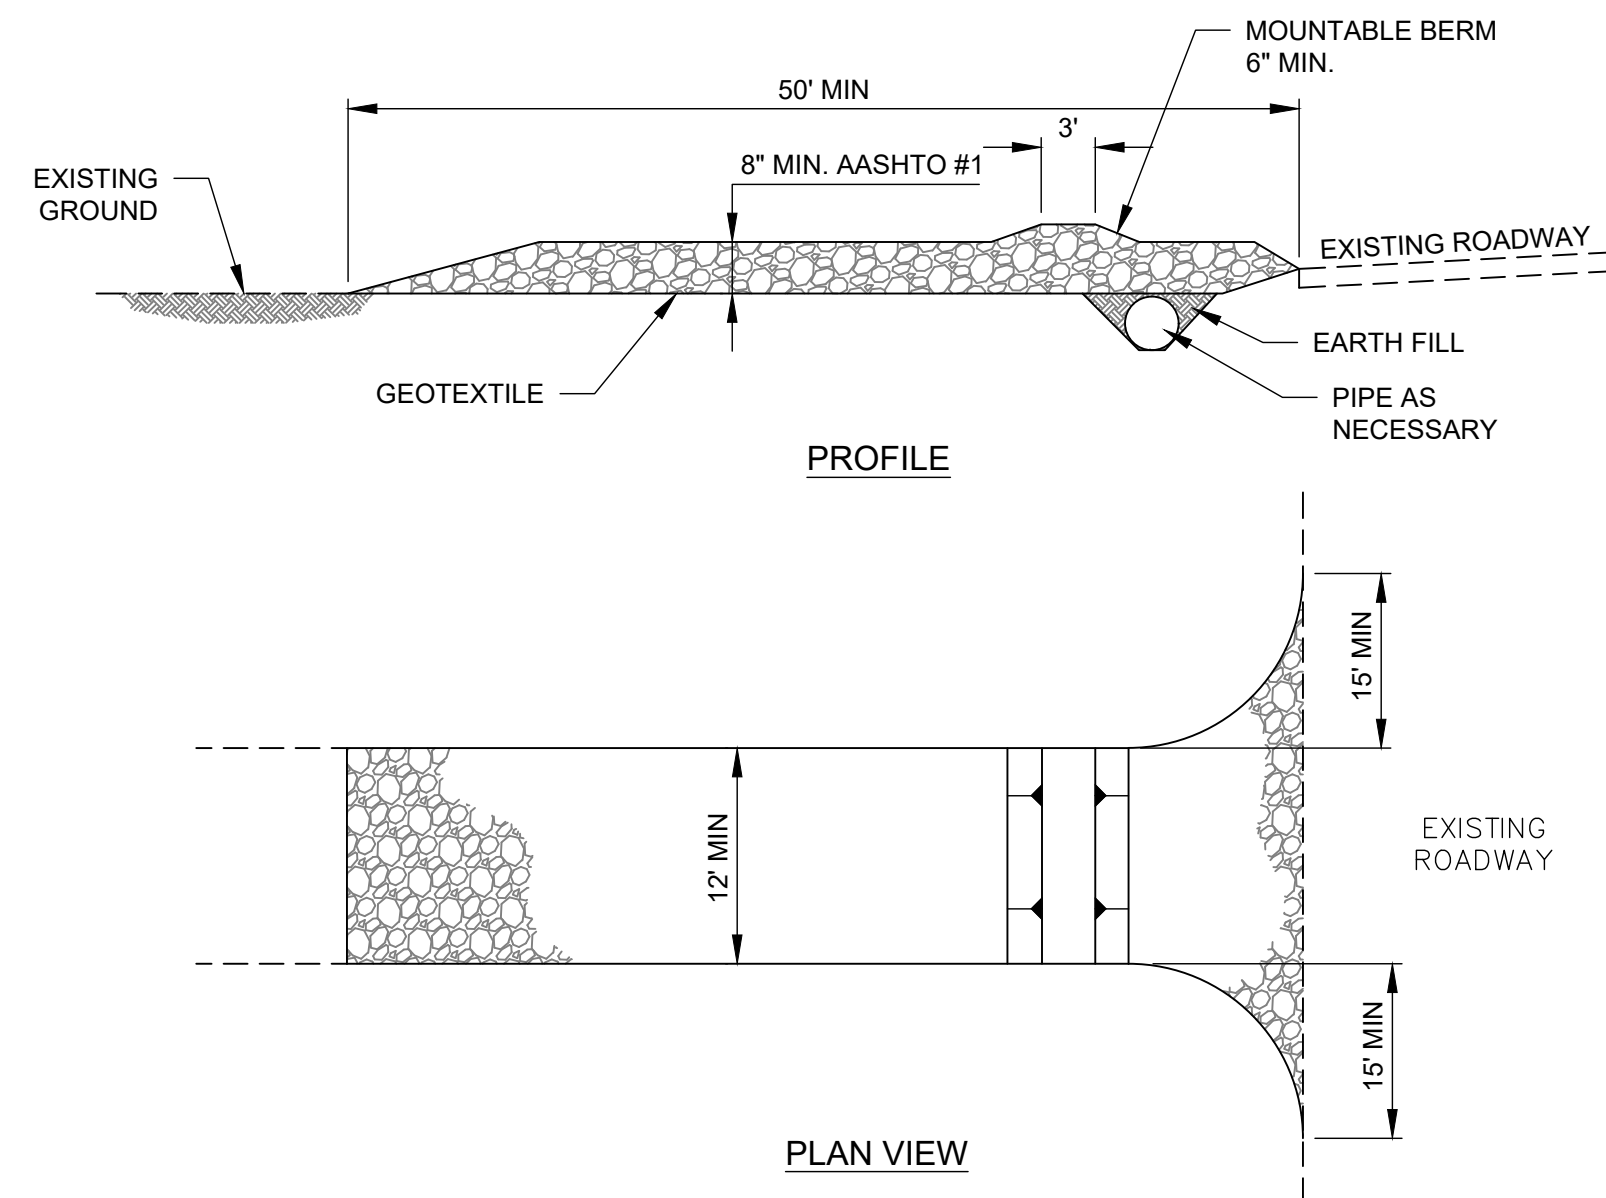 MOUNTABLE BERM
6" MIN.
50' MIN
3'
8" MIN. AASHTO #1
EXISTING
GROUND
EXISTING ROADWAY
EARTH FILL
GEOTEXTILE
PIPE AS
NECESSARY
PROFILE
15' MIN
12' MIN
EXISTING
ROADWAY
15' MIN
PLAN VIEW